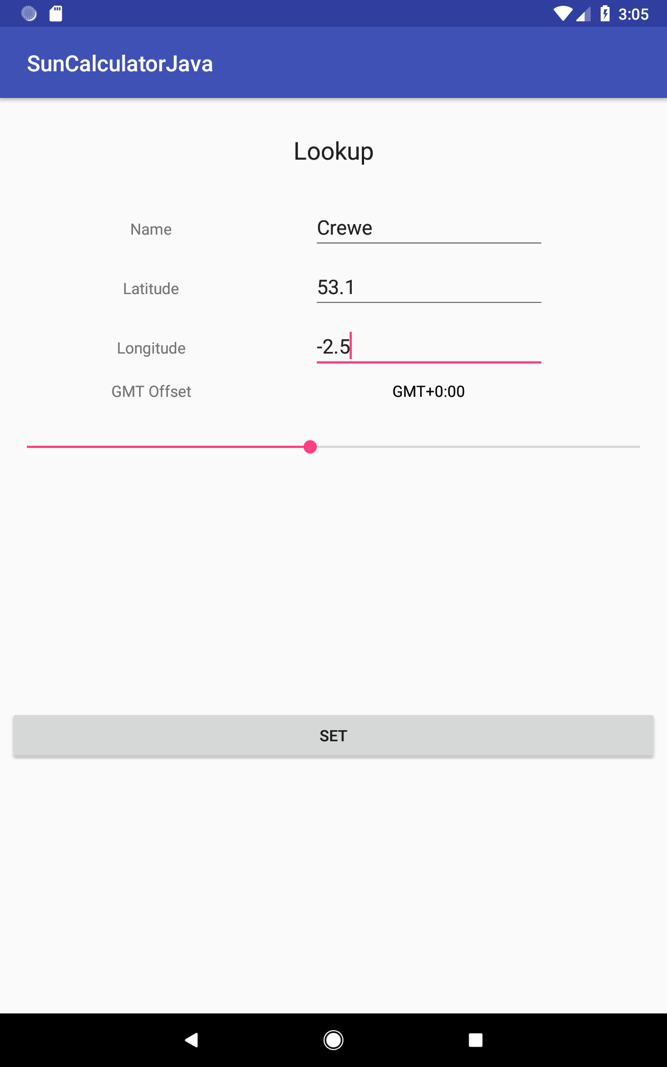 3:05
SunCalculatorJava
Lookup
Name Crewe
Latitude 53.1
Longitude -2.5
GMT Offset GMT+0:00
SET